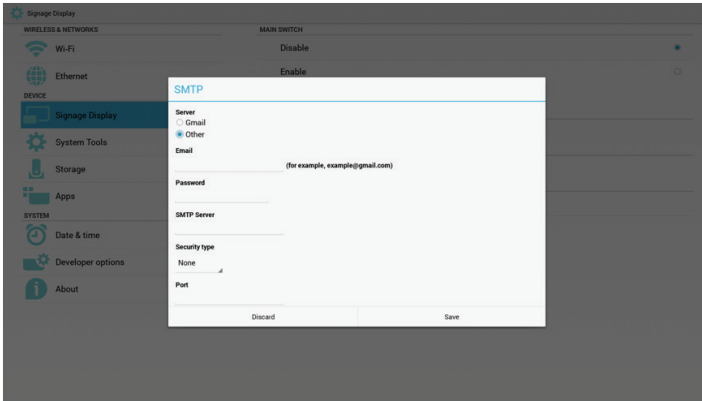 Signage Display
WIRELESS & NETWORKS
Wi-Fi
Ethernet
DEVICE
Signage Display
System Tools
Storage
Apps
SYSTEM
Date & time
Developer options
About
MAIN SWITCH
Disable
Enable
SMTP
Server
Gmail
Other
Email
(for example, example@gmail.com)
Password
SMTP Server
Security type
None
Port
Discard Save